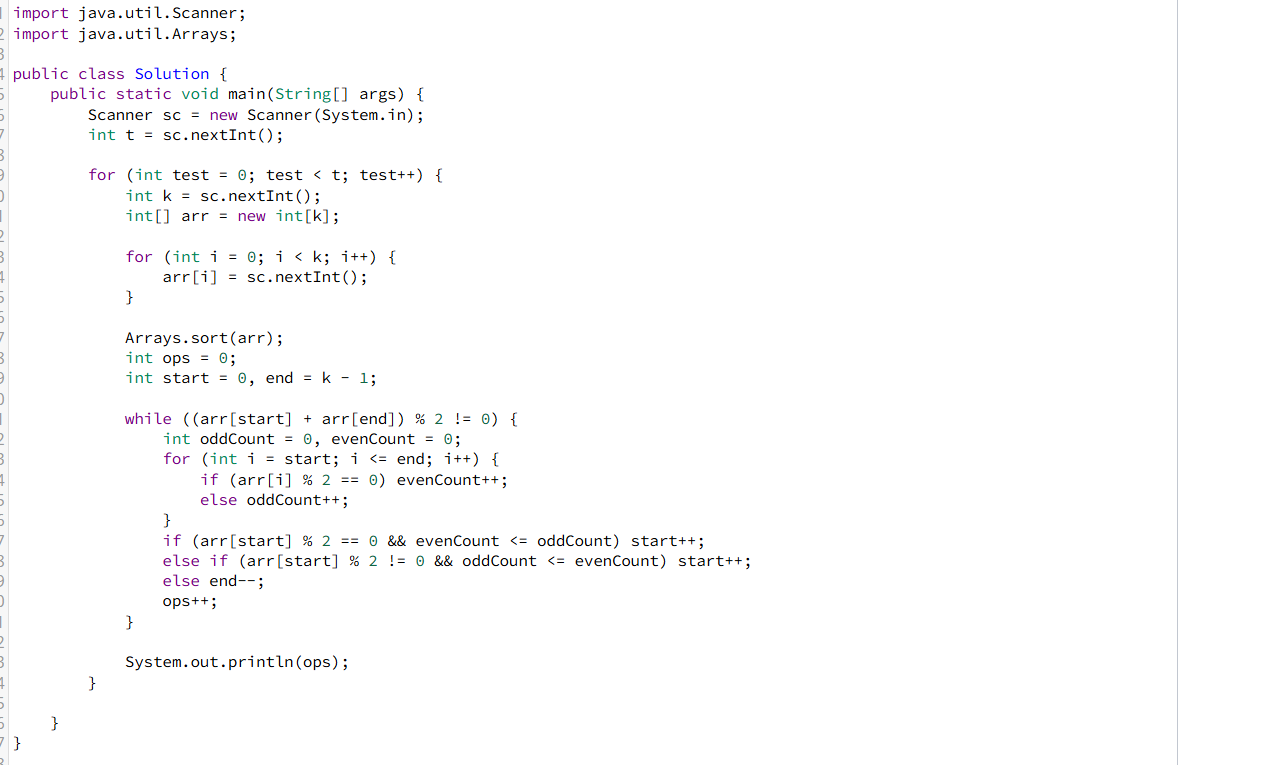 import java.util.Scanner;
import java.util.Arrays;
public class Solution {
public static void main(String[] args) {
Scanner sc = new Scanner(System.in);
int t = sc.nextInt();
for (int test = 0; test < t; test++) {
int k = sc.nextInt();
int[] arr = new int[k];
for (int i = 0; i < k; i++) {
arr[i] = sc.nextInt();
}
Arrays.sort(arr);
int ops = 0;
int start = 0, end = k - 1;
while ((arr[start] + arr[end]) % 2 != 0) {
int oddCount = 0, evenCount = 0;
for (int i = start; i <= end; i++) {
if (arr[i] % 2 == 0) evenCount++;
else oddCount++;
}
if (arr[start] % 2 == 0 && evenCount <= oddCount) start++;
else if (arr[start] % 2 != 0 && oddCount <= evenCount) start++;
else end--;
ops++;
}
System.out.println(ops);
}
}
}